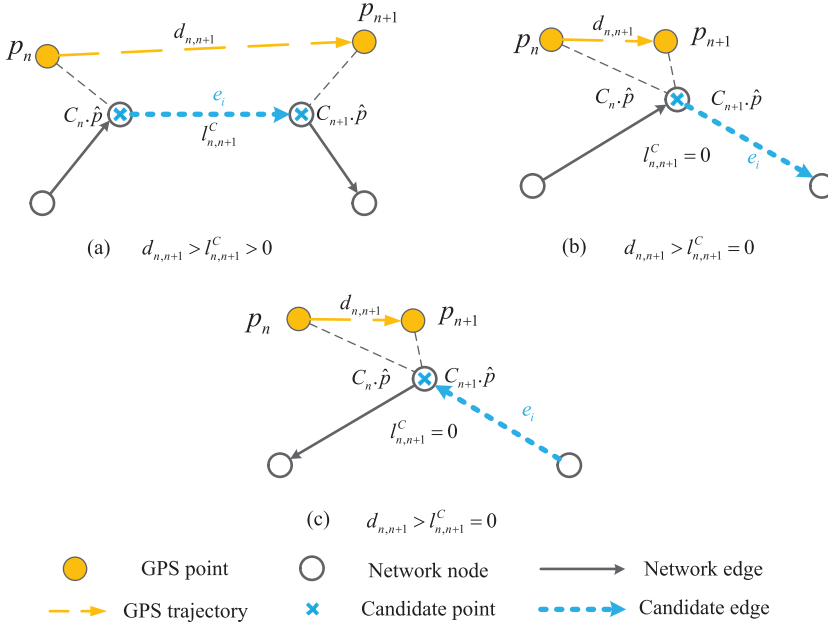 p_{n+1}
d_{n,n+1}
p_n
e_i
C_n.p̂
C_{n+1}.p̂
l^C_{n,n+1}
(a) d_{n,n+1} > l^C_{n,n+1} > 0
d_{n,n+1}
p_n
p_{n+1}
C_n.p̂
C_{n+1}.p̂
l^C_{n,n+1} = 0
e_i
(b) d_{n,n+1} > l^C_{n,n+1} = 0
d_{n,n+1}
p_n
p_{n+1}
C_n.p̂
C_{n+1}.p̂
e_i
l^C_{n,n+1} = 0
(c) d_{n,n+1} > l^C_{n,n+1} = 0
GPS point
Network node
Network edge
GPS trajectory
Candidate point
Candidate edge